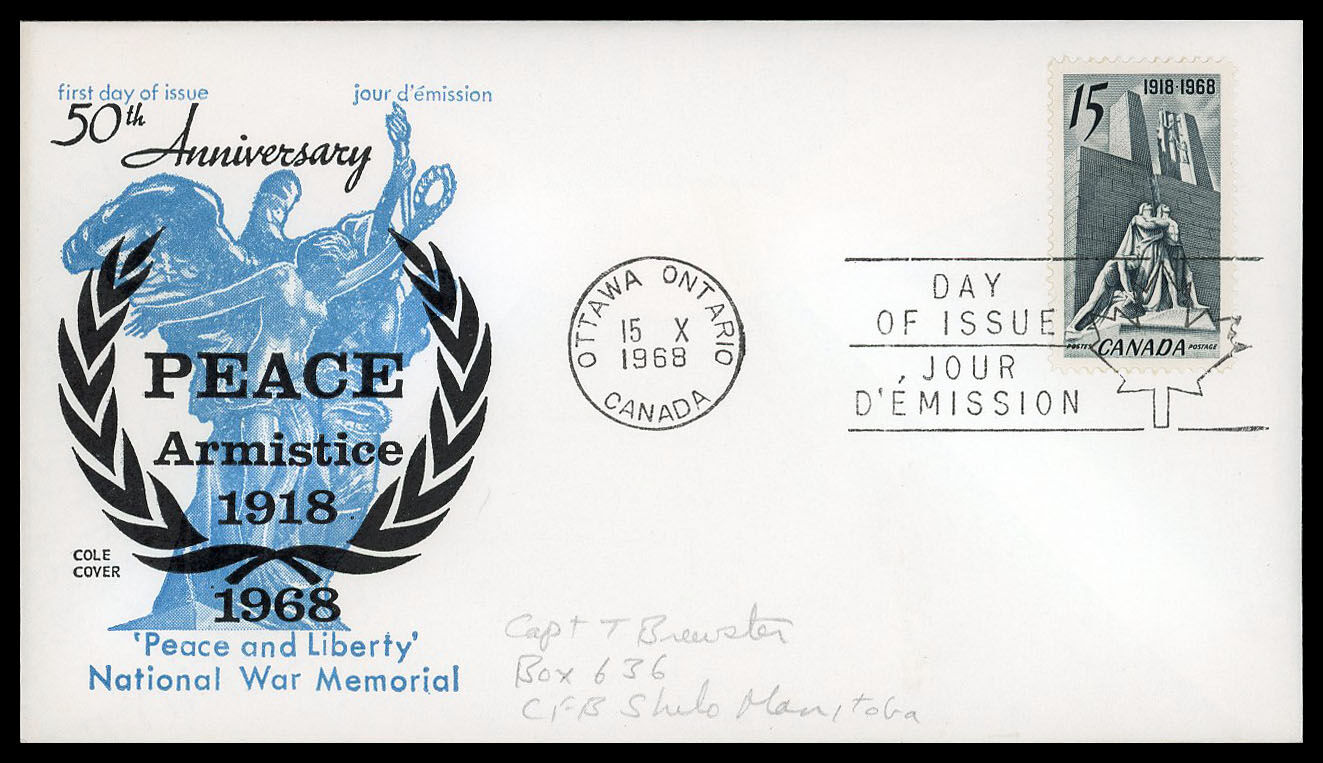 first day of issue
jour d'émission
50th Anniversary
PEACE
Armistice
1918
1968
COLE
COVER
'Peace and Liberty'
National War Memorial
OTTAWA ONTARIO
15 X
1968
CANADA
15
1918·1968
POSTES CANADA POSTAGE
DAY
OF ISSUE
JOUR
D'ÉMISSION
Capt T Brewster
Box 636
CFB Shilo Manitoba